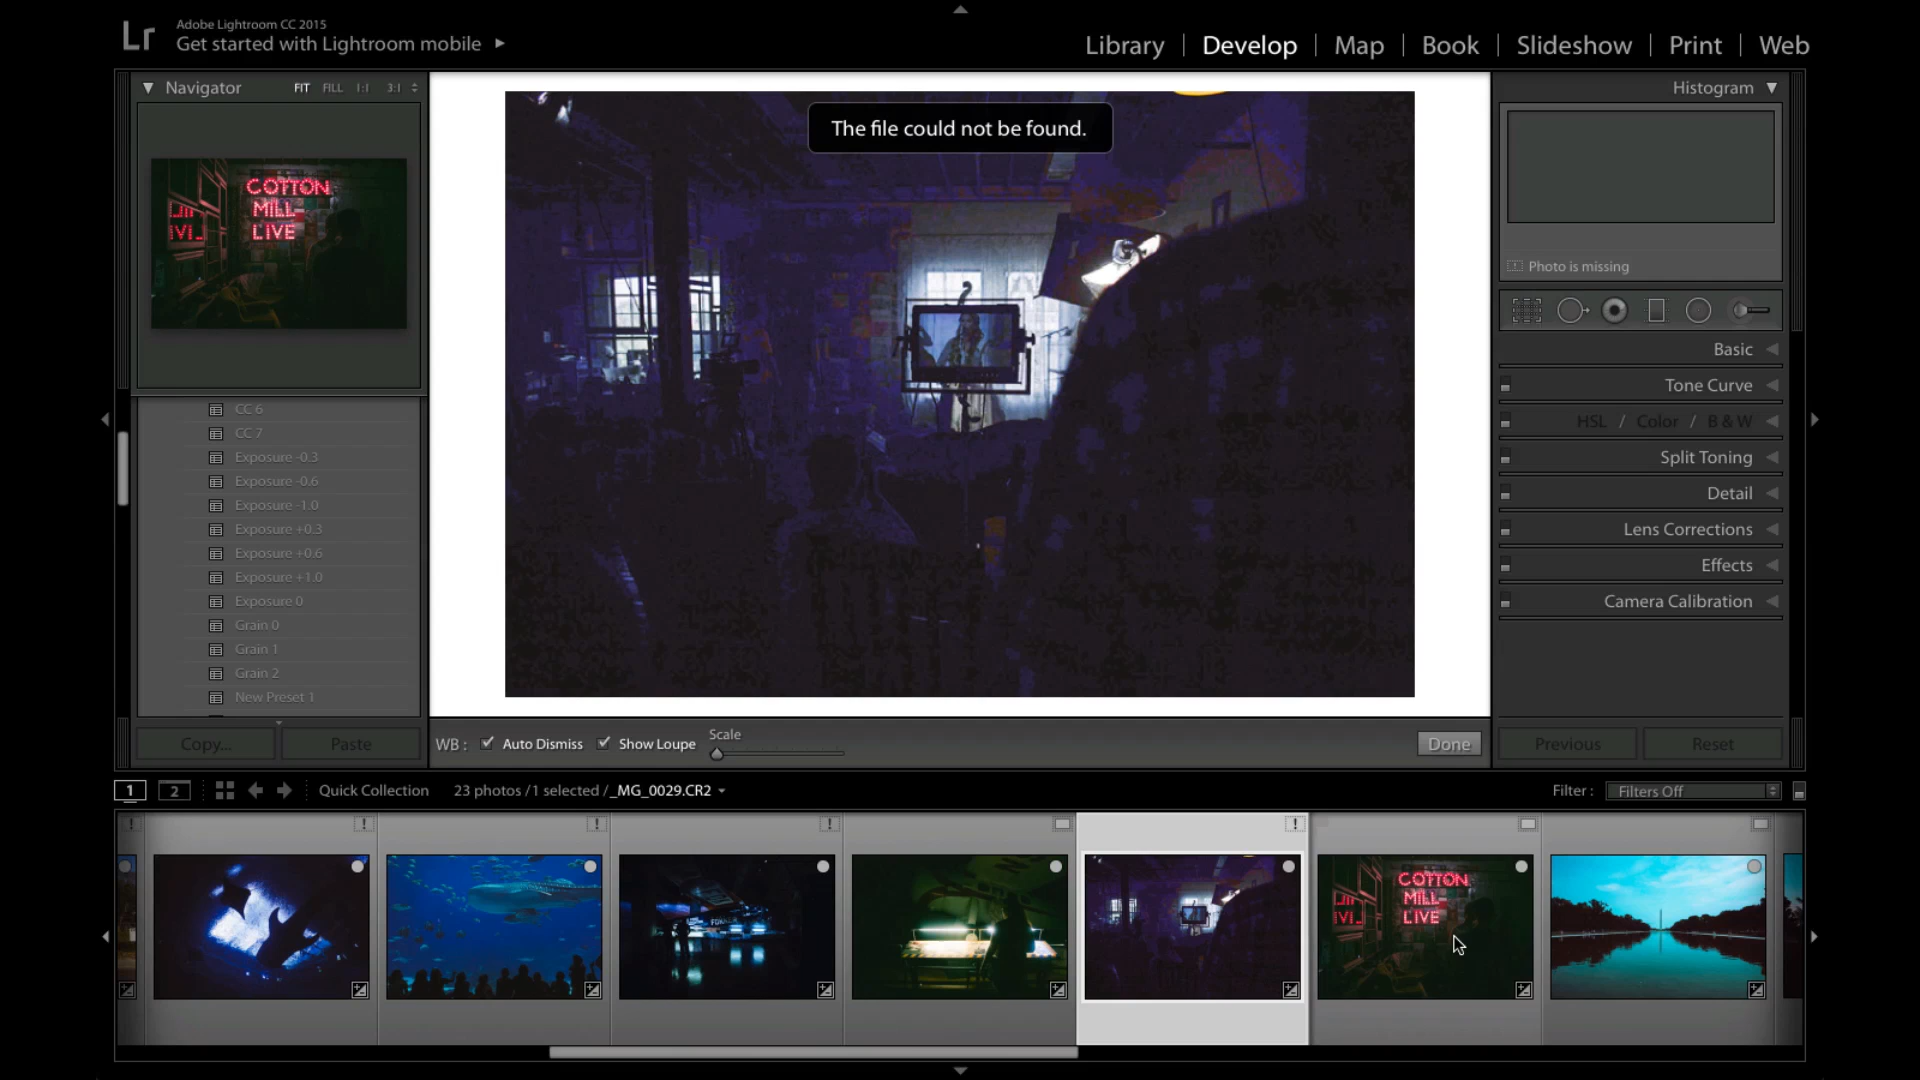 Lr
Adobe Lightroom CC 2015
Get started with Lightroom mobile
Library Develop Map Book Slideshow Print Web
Navigator FIT FILL 1:1 3:1
COTTON
MILL
LIVE
CC 6
CC 7
Exposure -0.3
Exposure -0.6
Exposure -1.0
Exposure +0.3
Exposure +0.6
Exposure +1.0
Exposure 0
Grain 0
Grain 1
Grain 2
New Preset 1
Copy... Paste
The file could not be found.
WB : Auto Dismiss Show Loupe Scale Done
Histogram
Photo is missing
Basic
Tone Curve
HSL / Color / B & W
Split Toning
Detail
Lens Corrections
Effects
Camera Calibration
Previous Reset
1 2 Quick Collection 23 photos / 1 selected / _MG_0029.CR2 Filter : Filters Off
COTTON
MILL
LIVE